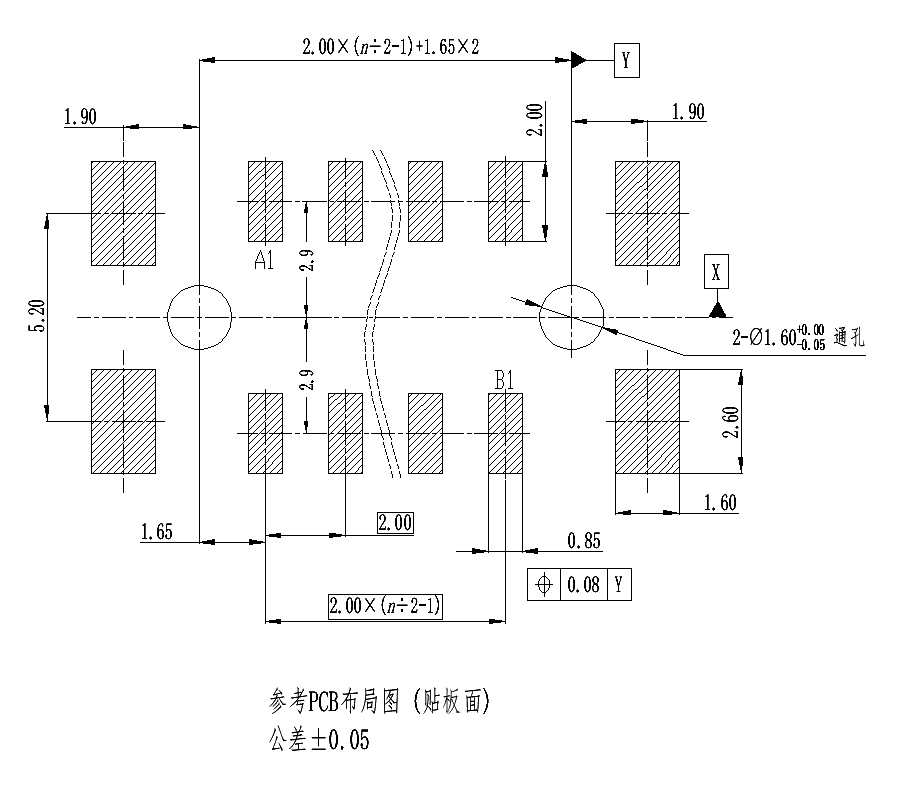 2.00×(n÷2-1)+1.65×2
Y
1.90
2.00
1.90
A1
2.9
X
5.20
2-Ø1.60+0.00-0.05 通孔
2.9
B1
2.60
1.60
1.65
2.00
0.85
⌖ 0.08 Y
2.00×(n÷2-1)
参考PCB布局图 (贴板面)
公差±0.05